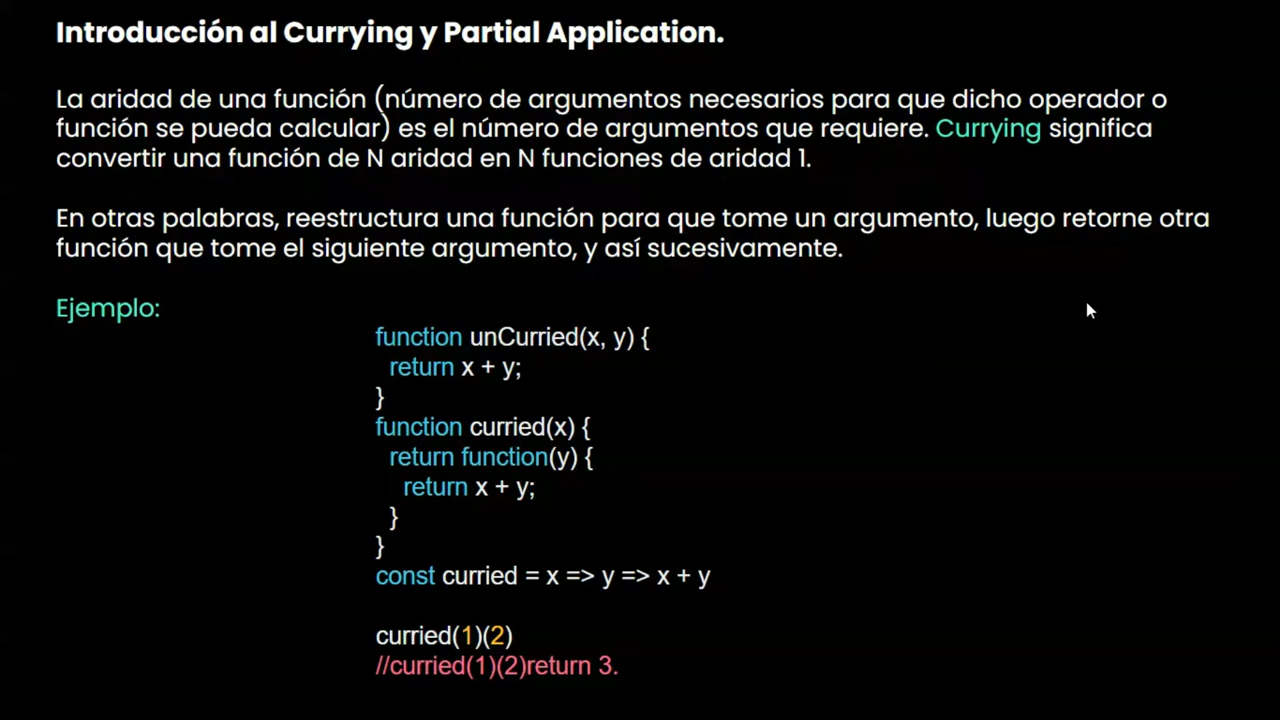 Introducción al Currying y Partial Application.
La aridad de una función (número de argumentos necesarios para que dicho operador o
función se pueda calcular) es el número de argumentos que requiere. Currying significa
convertir una función de N aridad en N funciones de aridad 1.
En otras palabras, reestructura una función para que tome un argumento, luego retorne otra
función que tome el siguiente argumento, y así sucesivamente.
Ejemplo:
function unCurried(x, y) {
return x + y;
}
function curried(x) {
return function(y) {
return x + y;
}
}
const curried = x => y => x + y
curried(1)(2)
//curried(1)(2)return 3.